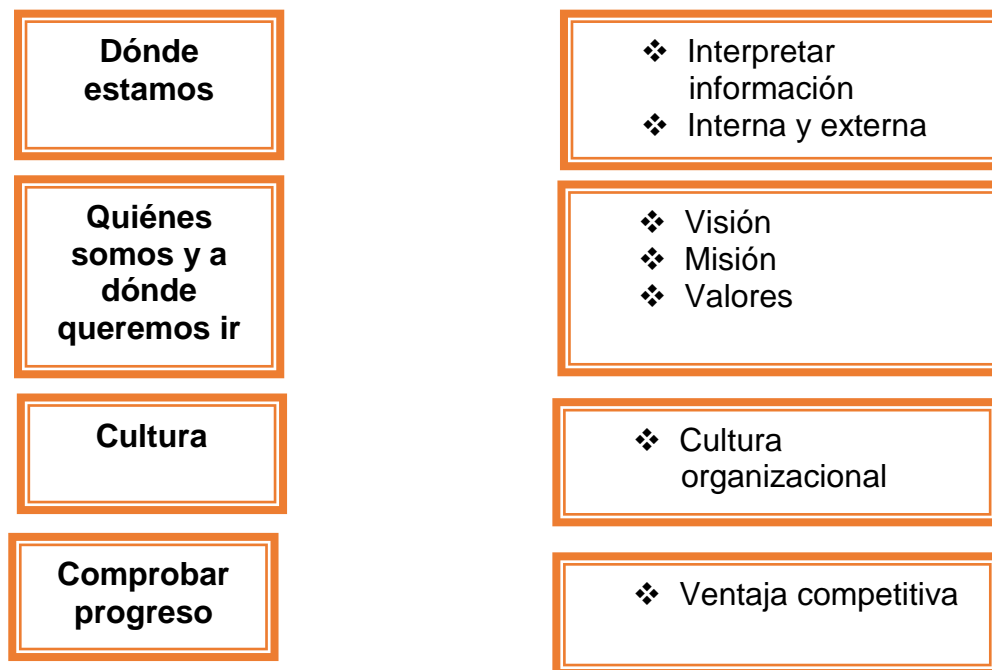 Dónde
estamos
❖ Interpretar
información
❖ Interna y externa
Quiénes
somos y a
dónde
queremos ir
❖ Visión
❖ Misión
❖ Valores
Cultura
❖ Cultura
organizacional
Comprobar
progreso
❖ Ventaja competitiva